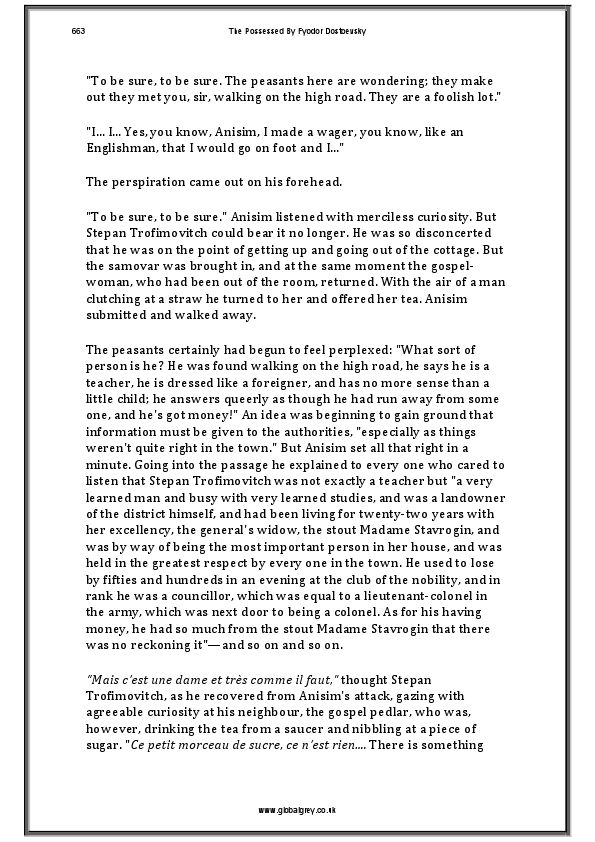 663 The Possessed By Fyodor Dostoevsky
"To be sure, to be sure. The peasants here are wondering; they make
out they met you, sir, walking on the high road. They are a foolish lot."
"I... I... Yes, you know, Anisim, I made a wager, you know, like an
Englishman, that I would go on foot and I..."
The perspiration came out on his forehead.
"To be sure, to be sure." Anisim listened with merciless curiosity. But
Stepan Trofimovitch could bear it no longer. He was so disconcerted
that he was on the point of getting up and going out of the cottage. But
the samovar was brought in, and at the same moment the gospel-
woman, who had been out of the room, returned. With the air of a man
clutching at a straw he turned to her and offered her tea. Anisim
submitted and walked away.
The peasants certainly had begun to feel perplexed: "What sort of
person is he? He was found walking on the high road, he says he is a
teacher, he is dressed like a foreigner, and has no more sense than a
little child; he answers queerly as though he had run away from some
one, and he's got money!" An idea was beginning to gain ground that
information must be given to the authorities, "especially as things
weren't quite right in the town." But Anisim set all that right in a
minute. Going into the passage he explained to every one who cared to
listen that Stepan Trofimovitch was not exactly a teacher but "a very
learned man and busy with very learned studies, and was a landowner
of the district himself, and had been living for twenty-two years with
her excellency, the general's widow, the stout Madame Stavrogin, and
was by way of being the most important person in her house, and was
held in the greatest respect by every one in the town. He used to lose
by fifties and hundreds in an evening at the club of the nobility, and in
rank he was a councillor, which was equal to a lieutenant-colonel in
the army, which was next door to being a colonel. As for his having
money, he had so much from the stout Madame Stavrogin that there
was no reckoning it"—and so on and so on.
"Mais c'est une dame et très comme il faut," thought Stepan
Trofimovitch, as he recovered from Anisim's attack, gazing with
agreeable curiosity at his neighbour, the gospel pedlar, who was,
however, drinking the tea from a saucer and nibbling at a piece of
sugar. "Ce petit morceau de sucre, ce n'est rien.... There is something
www.globalgrey.co.uk